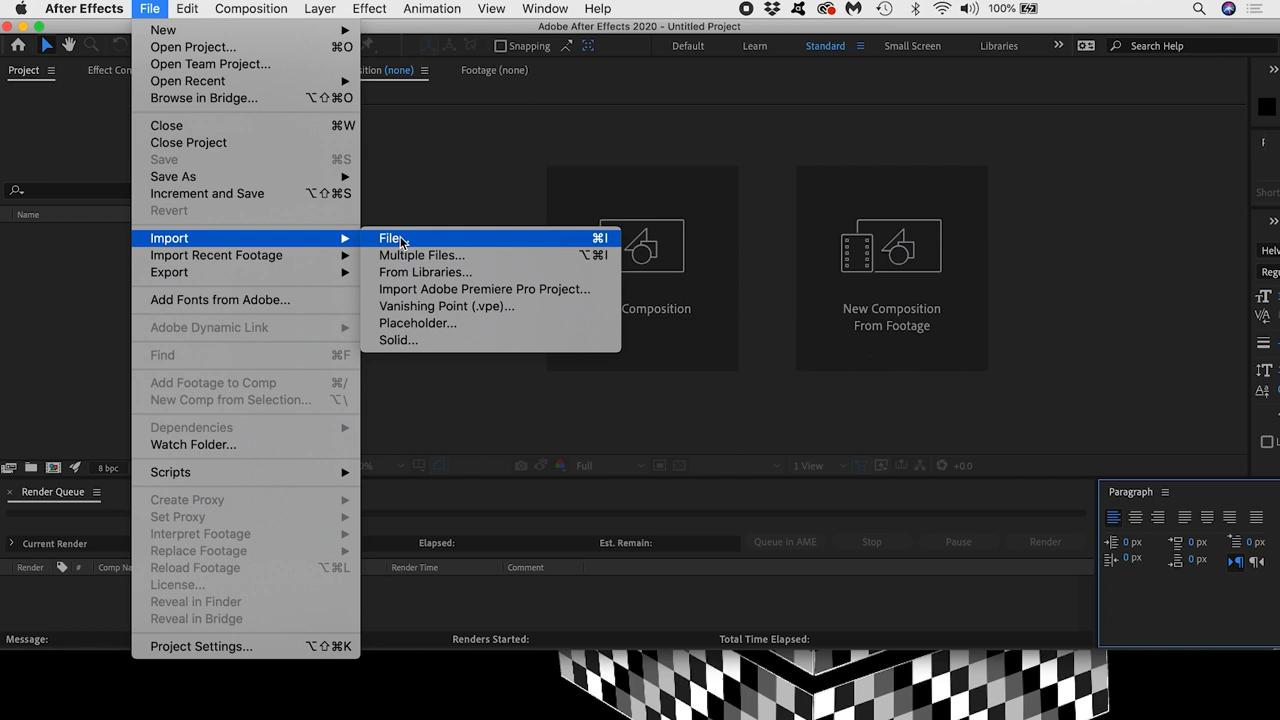 After Effects File Edit Composition Layer Effect Animation View Window Help 100%
Adobe After Effects 2020 - Untitled Project
Snapping Default Learn Standard Small Screen Libraries Search Help
Project Effect Con (none) Footage (none)
New
Open Project... ⌘O
Open Team Project...
Open Recent
Browse in Bridge... ⌥⇧⌘O
Close ⌘W
Close Project
Save ⌘S
Save As
Increment and Save ⌥⇧⌘S
Revert
Import
Import Recent Footage
Export
Add Fonts from Adobe...
Adobe Dynamic Link
Find ⌘F
Add Footage to Comp ⌘/
New Comp from Selection... ⌥\
Dependencies
Watch Folder...
Scripts
Create Proxy
Set Proxy
Interpret Footage
Replace Footage
Reload Footage ⌥⌘L
License...
Reveal in Finder
Reveal in Bridge
Project Settings... ⌥⇧⌘K
File ⌘I
Multiple Files... ⌥⌘I
From Libraries...
Import Adobe Premiere Pro Project...
Vanishing Point (.vpe)...
Placeholder...
Solid...
Name
Composition
New Composition
From Footage
Short
Helve
Regu
8 bpc
Full 1 View +0.0
Render Queue
Current Render Elapsed: Est. Remain: Queue in AME Stop Pause Render
Render # Comp Na Render Time Comment
Message: Renders Started: Total Time Elapsed:
Paragraph
0 px 0 px 0 px
0 px 0 px